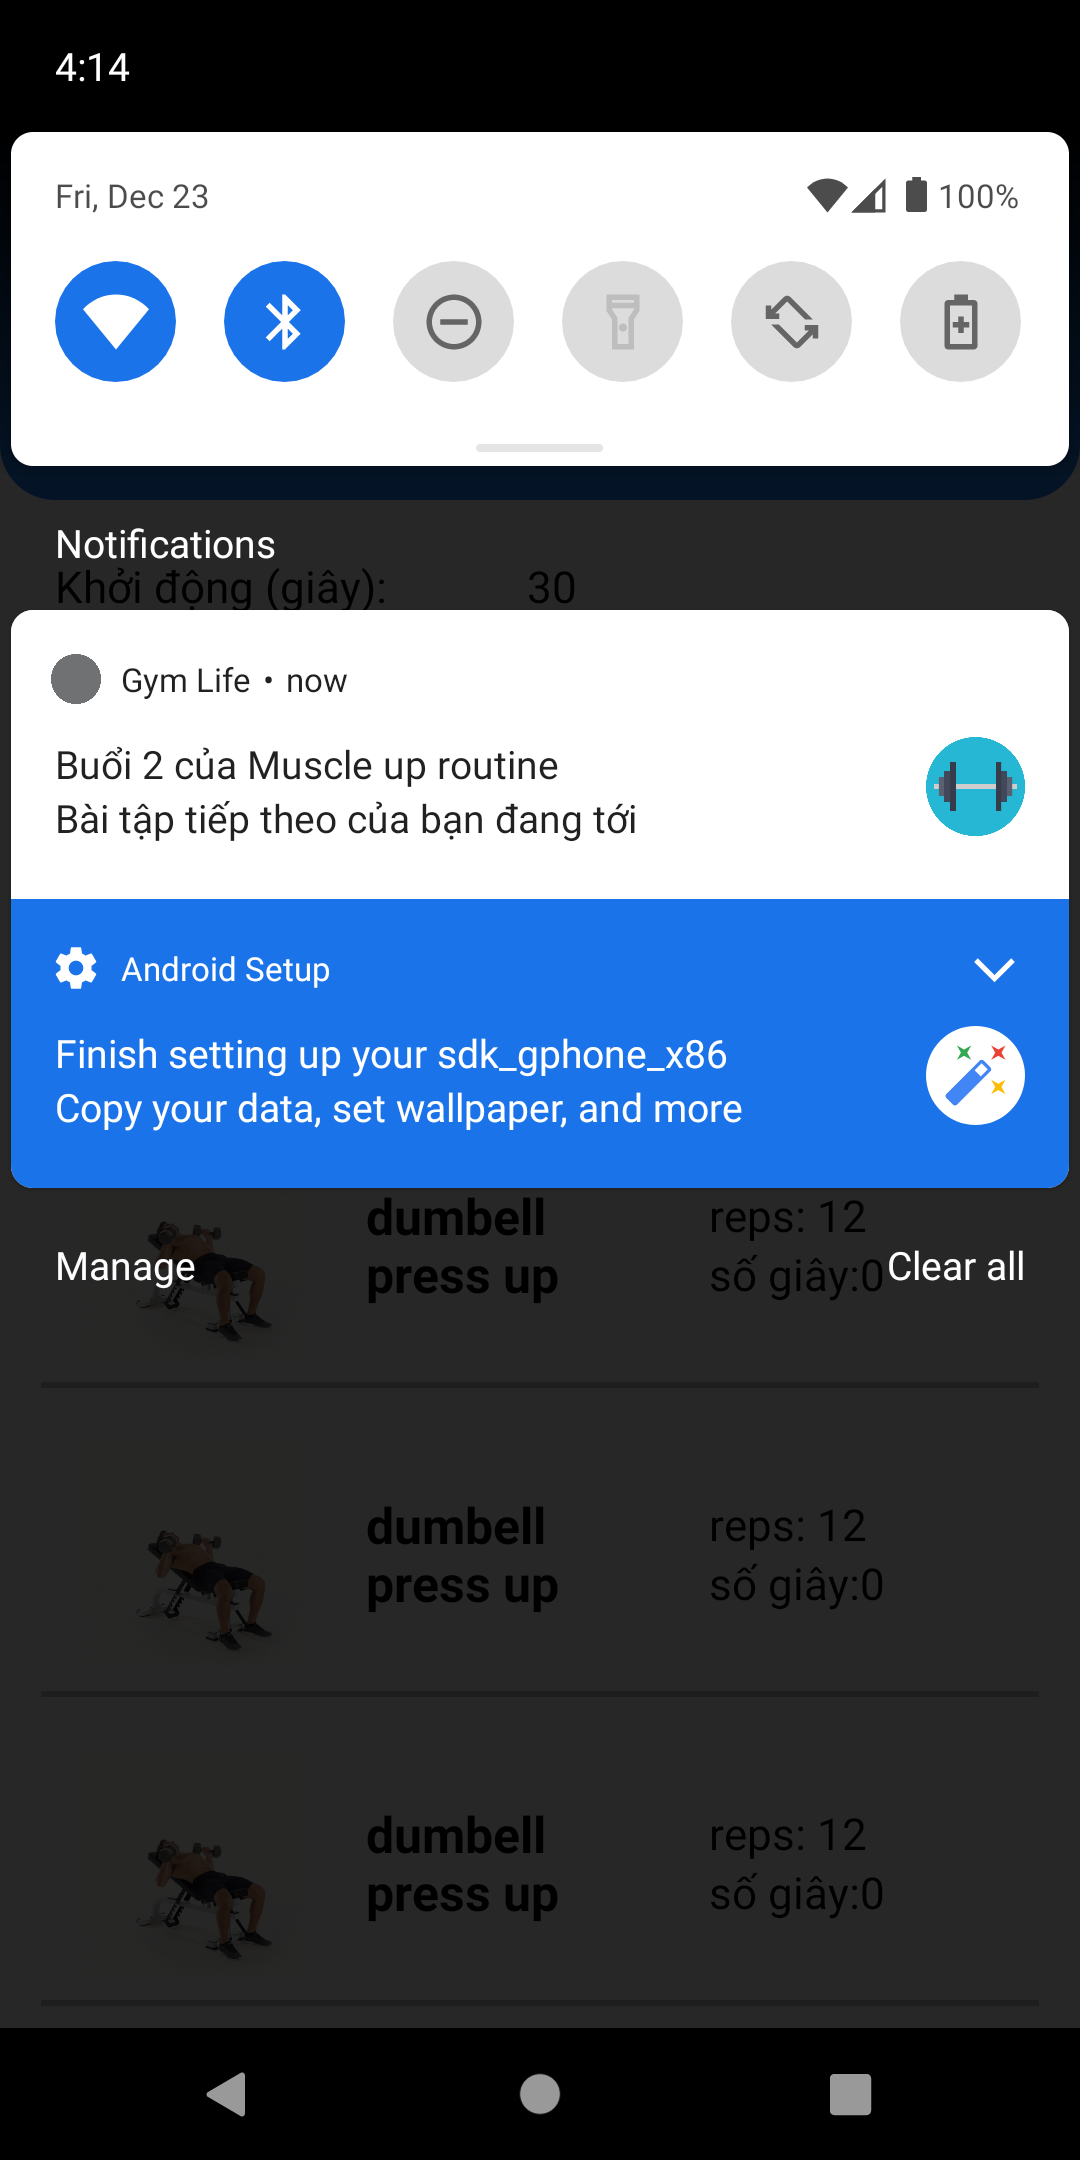 4:14
Fri, Dec 23
100%
Notifications
Khởi động (giây): 30
Gym Life • now
Buổi 2 của Muscle up routine
Bài tập tiếp theo của bạn đang tới
Android Setup
Finish setting up your sdk_gphone_x86
Copy your data, set wallpaper, and more
dumbell
press up
reps: 12
số giây:0
Manage
Clear all
dumbell
press up
reps: 12
số giây:0
dumbell
press up
reps: 12
số giây:0